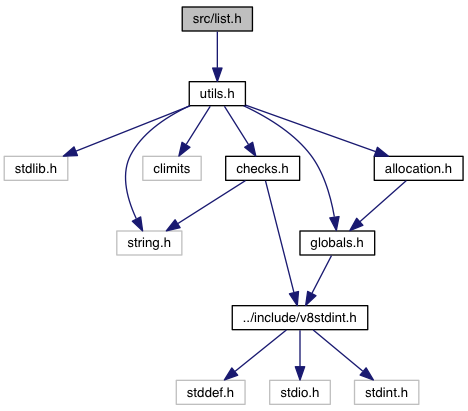 src/list.h
utils.h
stdlib.h
climits
checks.h
allocation.h
string.h
globals.h
../include/v8stdint.h
stddef.h
stdio.h
stdint.h